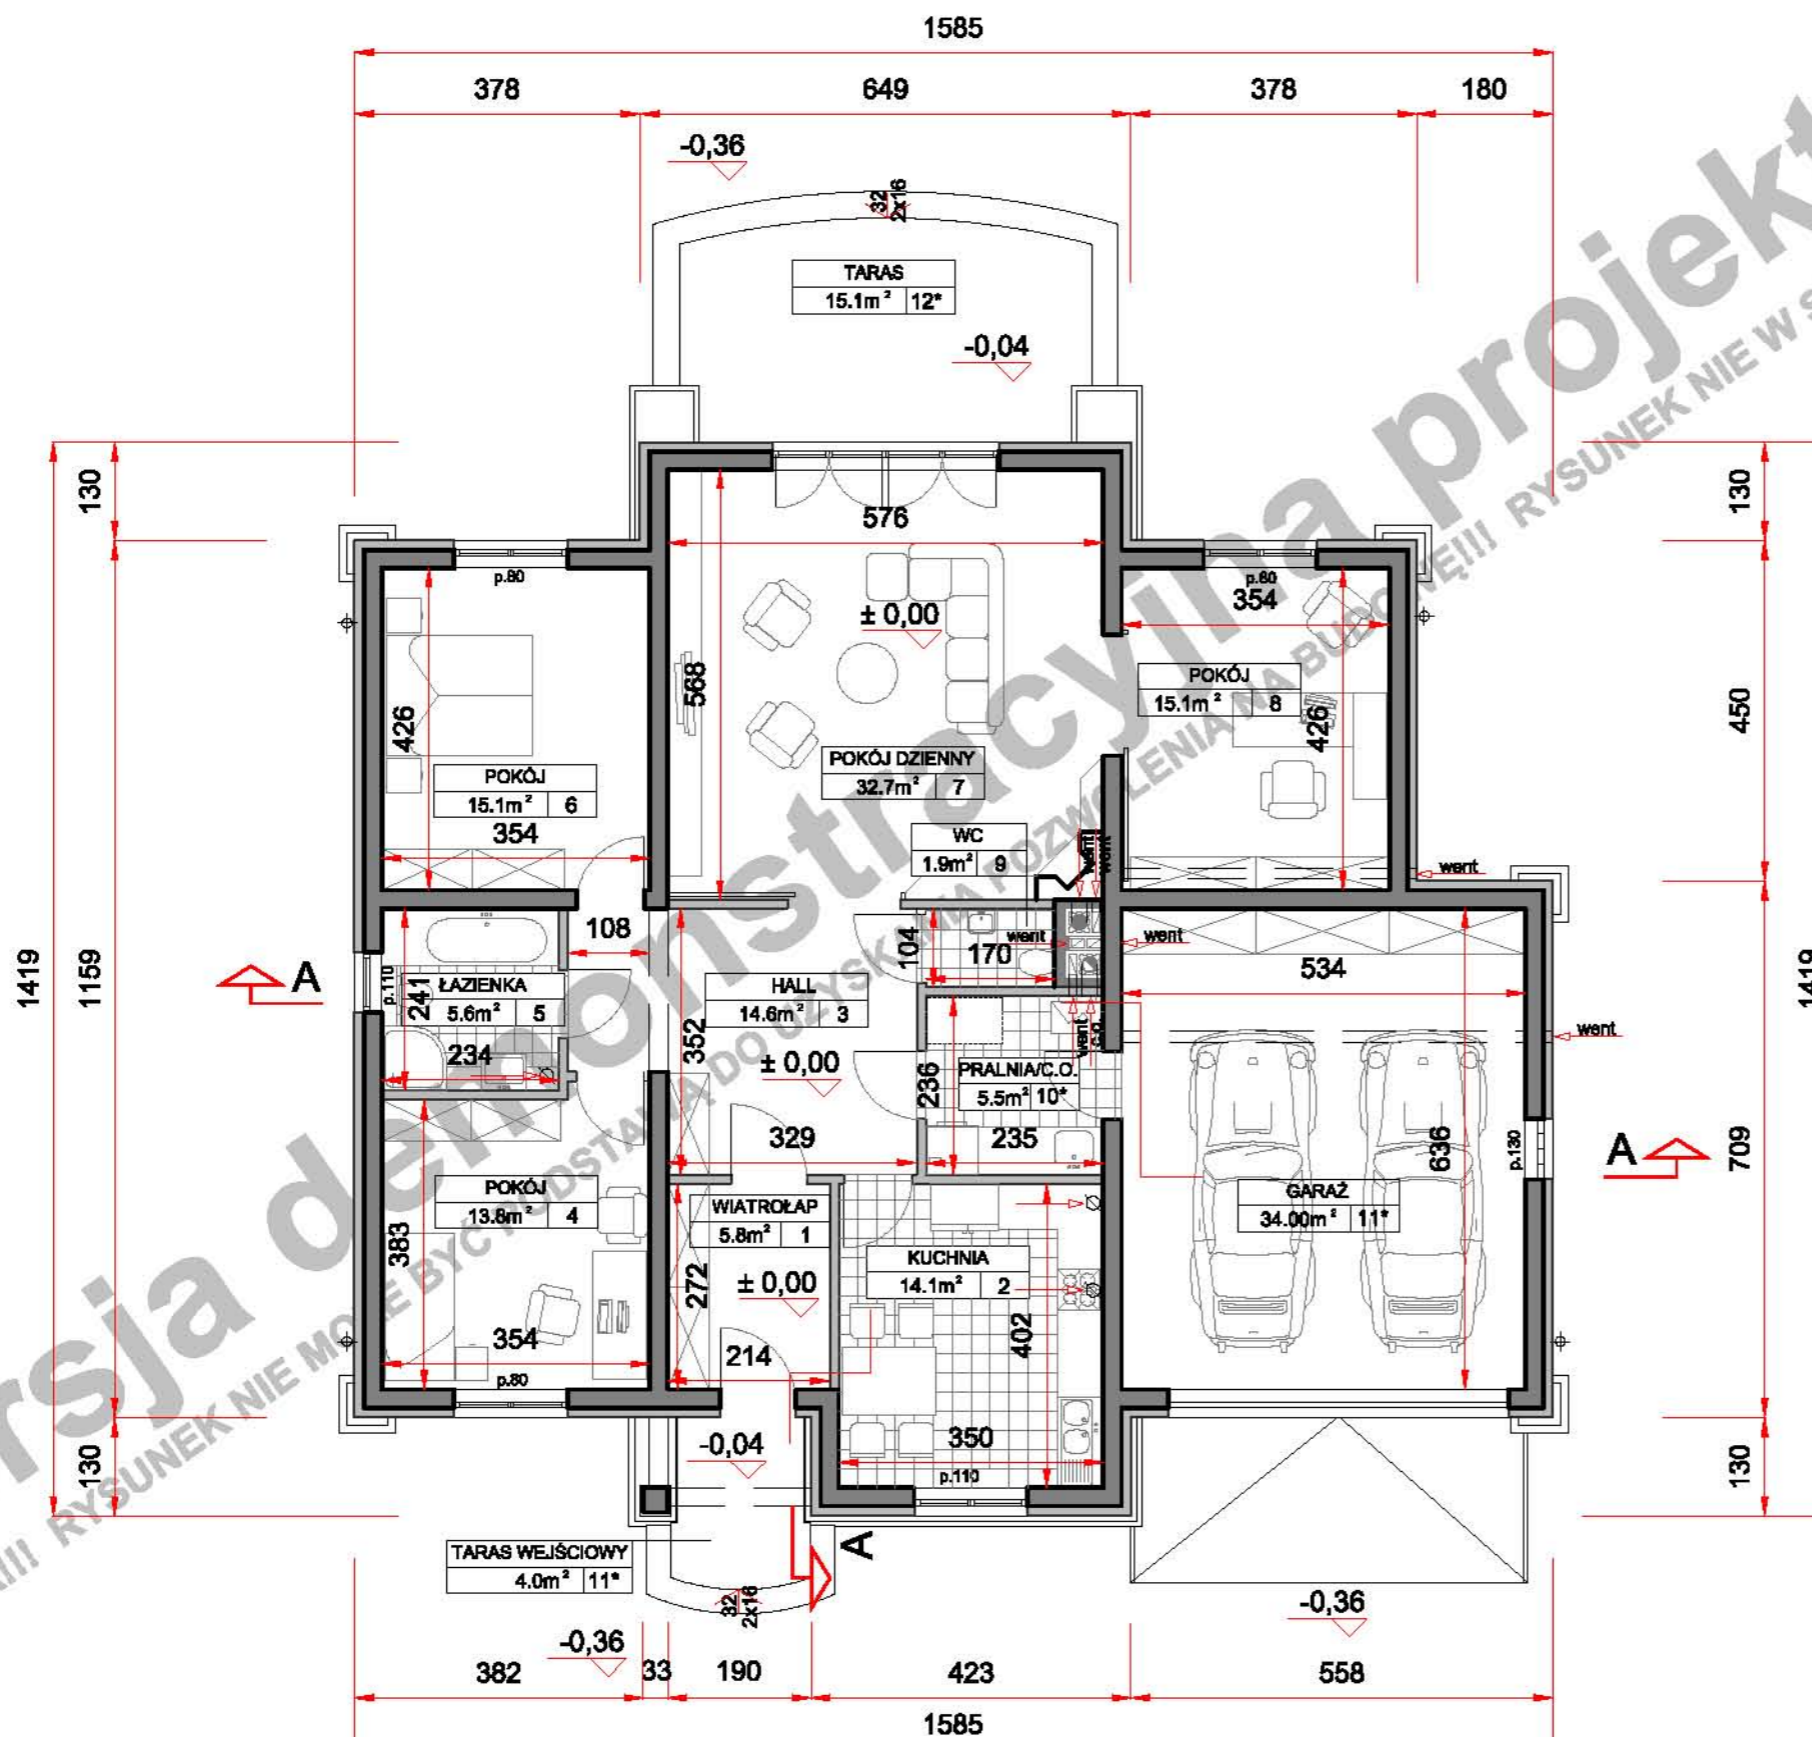 1585
378 649 378 180
-0,36
32
2x16
TARAS
15.1m² 12*
-0,04
130
130
576
p.80
p.80
354
± 0,00
568
426
POKÓJ
15.1m² 8
426
450
POKÓJ DZIENNY
32.7m² 7
POKÓJ
15.1m² 6
354
WC
1.9m² 9
went
went
went
108
104
170
went
went
534
1419
1159
A
p.110
241
ŁAZIENKA
5.6m² 5
234
HALL
14.6m² 3
352
± 0,00
went
c.o.
went
1419
236
PRALNIA/C.O.
5.5m² 10*
235
329
636
p.130
A
709
POKÓJ
13.8m² 4
383
WIATROŁAP
5.8m² 1
GARAŻ
34.00m² 11*
KUCHNIA
14.1m² 2
272
± 0,00
402
354
214
p.80
350
p.110
-0,04
130
130
A
TARAS WEJŚCIOWY
4.0m² 11*
32
2x16
-0,36
-0,36
382 33 190 423 558
1585
rsja demonstracyjna projekt
!!! RYSUNEK NIE MOŻE BYĆ PODSTAWĄ DO UZYSKANIA POZWOLENIA NA BUDOWĘ!!! RYSUNEK NIE W S